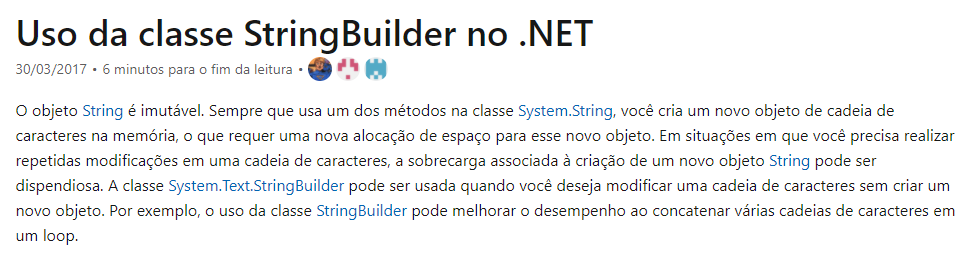 Uso da classe StringBuilder no .NET
30/03/2017 • 6 minutos para o fim da leitura •
O objeto String é imutável. Sempre que usa um dos métodos na classe System.String, você cria um novo objeto de cadeia de
caracteres na memória, o que requer uma nova alocação de espaço para esse novo objeto. Em situações em que você precisa realizar
repetidas modificações em uma cadeia de caracteres, a sobrecarga associada à criação de um novo objeto String pode ser
dispendiosa. A classe System.Text.StringBuilder pode ser usada quando você deseja modificar uma cadeia de caracteres sem criar um
novo objeto. Por exemplo, o uso da classe StringBuilder pode melhorar o desempenho ao concatenar várias cadeias de caracteres em
um loop.